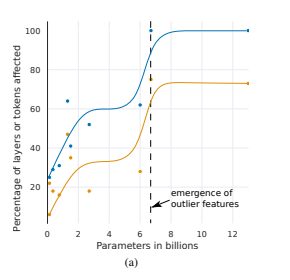 Percentage of layers or tokens affected
100
80
60
40
20
emergence of
outlier features
0 2 4 6 8 10 12
Parameters in billions
(a)